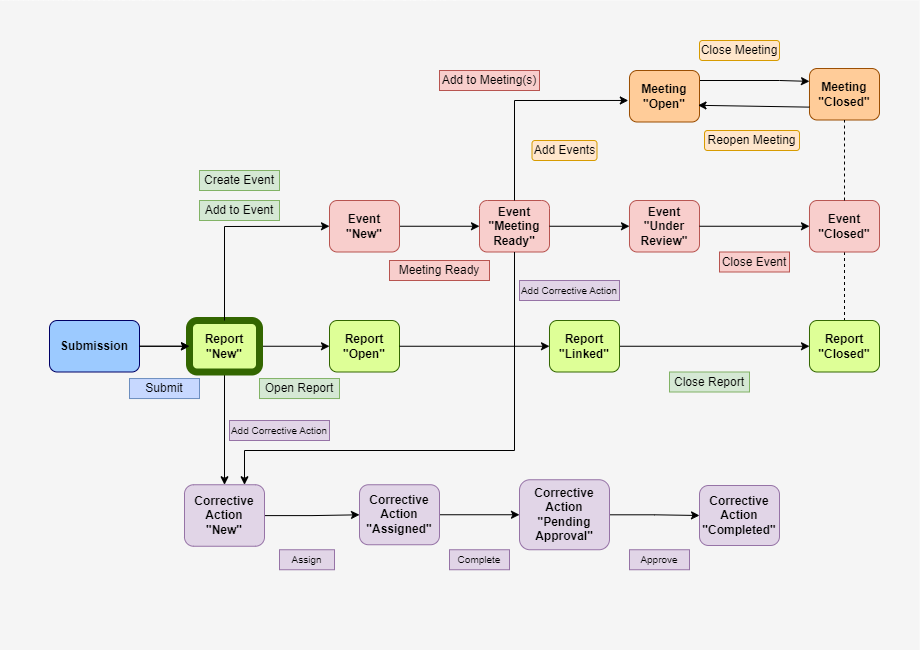 Close Meeting
Add to Meeting(s)
Meeting
"Open"
Meeting
"Closed"
Reopen Meeting
Add Events
Create Event
Add to Event
Event
"New"
Event
"Meeting
Ready"
Event
"Under
Review"
Event
"Closed"
Meeting Ready
Close Event
Add Corrective Action
Submission
Report
"New"
Report
"Open"
Report
"Linked"
Report
"Closed"
Submit
Open Report
Close Report
Add Corrective Action
Corrective
Action
"New"
Corrective
Action
"Assigned"
Corrective
Action
"Pending
Approval"
Corrective
Action
"Completed"
Assign
Complete
Approve